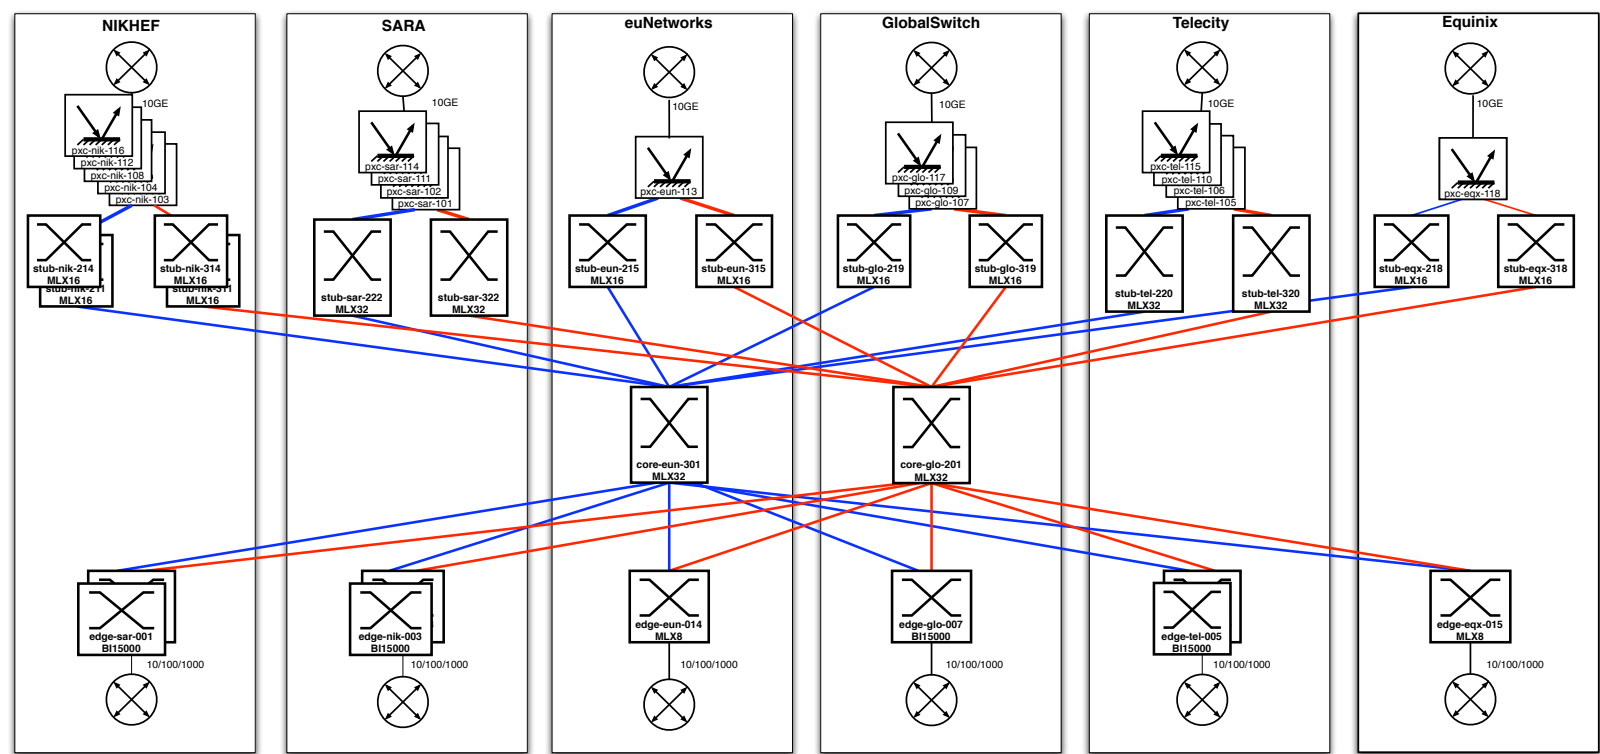 NIKHEF
SARA
euNetworks
GlobalSwitch
Telecity
Equinix
10GE
10GE
10GE
10GE
10GE
10GE
pxc-nik-116
pxc-nik-112
pxc-nik-108
pxc-nik-104
pxc-nik-103
pxc-sar-114
pxc-sar-111
pxc-sar-102
pxc-sar-101
pxc-eun-113
pxc-glo-117
pxc-glo-109
pxc-glo-107
pxc-tel-115
pxc-tel-110
pxc-tel-106
pxc-tel-105
pxc-eqx-118
stub-nik-214
MLX16
stub-nik-211
MLX16
stub-nik-314
MLX16
stub-nik-311
MLX16
stub-sar-222
MLX32
stub-sar-322
MLX32
stub-eun-215
MLX16
stub-eun-315
MLX16
stub-glo-219
MLX16
stub-glo-319
MLX16
stub-tel-220
MLX32
stub-tel-320
MLX32
stub-eqx-218
MLX16
stub-eqx-318
MLX16
core-eun-301
MLX32
core-glo-201
MLX32
edge-sar-001
BI15000
edge-nik-003
BI15000
edge-eun-014
MLX8
edge-glo-007
BI15000
edge-tel-005
BI15000
edge-eqx-015
MLX8
10/100/1000
10/100/1000
10/100/1000
10/100/1000
10/100/1000
10/100/1000